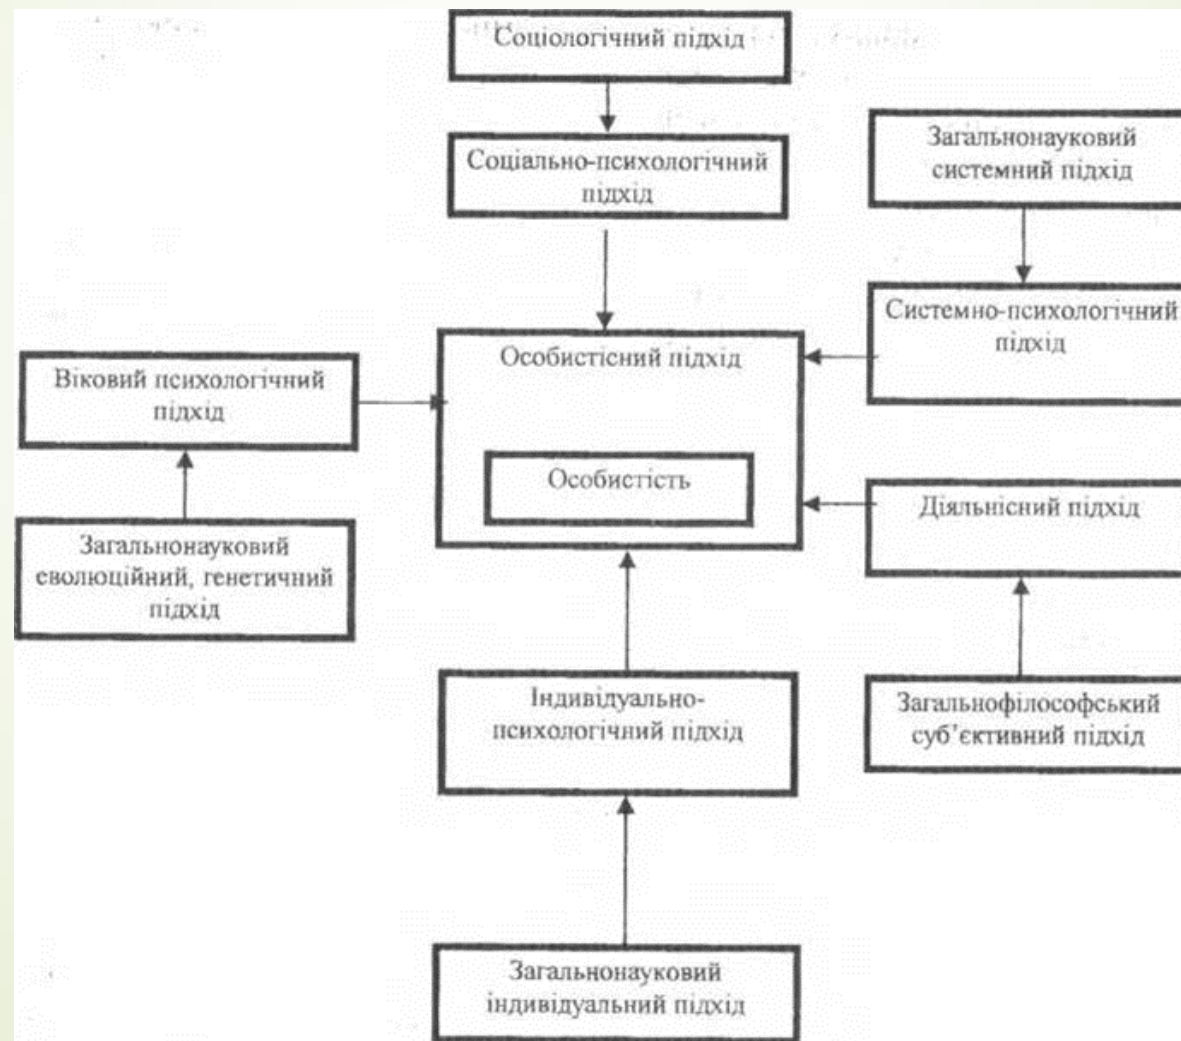 Соціологічний підхід
Соціально-психологічний
підхід
Загальнонауковий
системний підхід
Системно-психологічний
підхід
Особистісний підхід
Особистість
Віковий психологічний
підхід
Загальнонауковий
еволюційний, генетичний
підхід
Діяльнісний підхід
Загальнофілософський
суб’єктивний підхід
Індивідуально-
психологічний підхід
Загальнонауковий
індивідуальний підхід